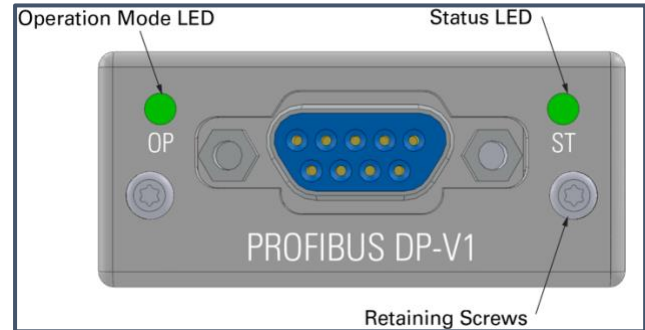 Operation Mode LED
Status LED
OP
ST
PROFIBUS DP-V1
Retaining Screws